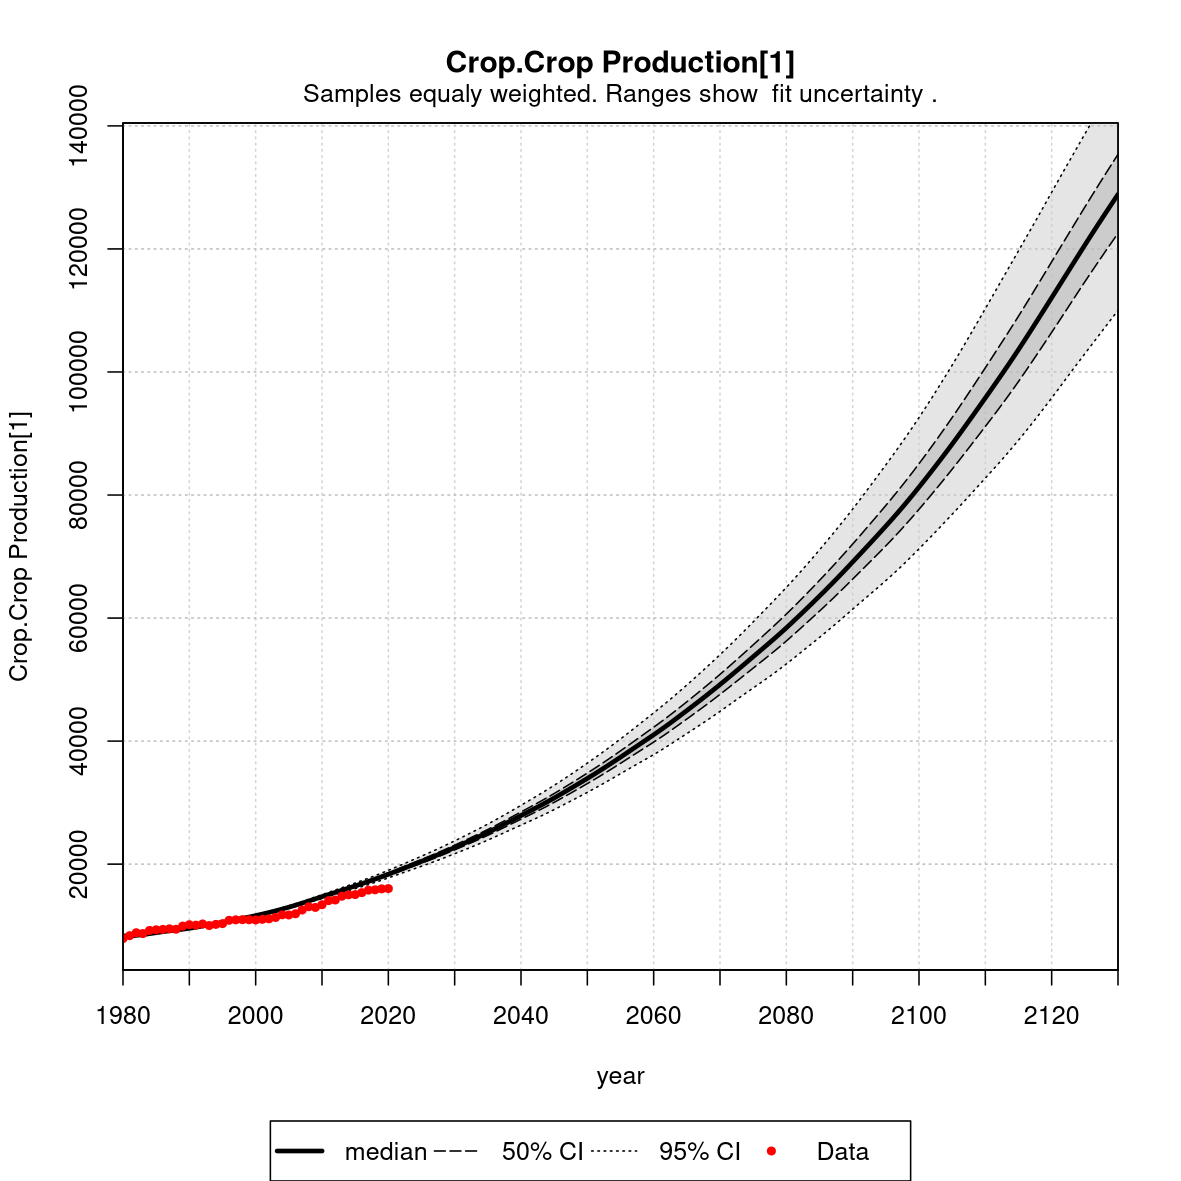 Crop.Crop Production[1]
Samples equaly weighted. Ranges show  fit uncertainty .
140000
120000
100000
80000
60000
40000
20000
Crop.Crop Production[1]
1980 2000 2020 2040 2060 2080 2100 2120
year
median 50% CI 95% CI Data